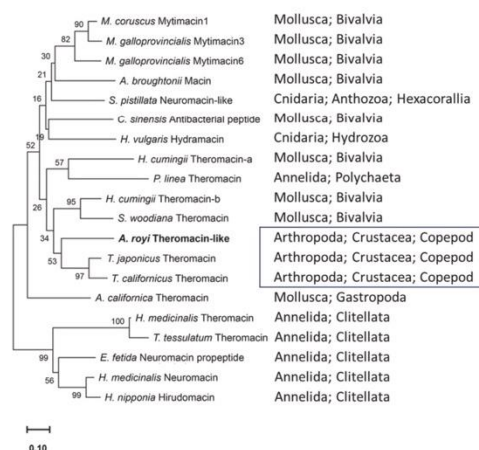 M. coruscus Mytimacin1 Mollusca; Bivalvia
90
M. galloprovincialis Mytimacin3 Mollusca; Bivalvia
82
M. galloprovincialis Mytimacin6 Mollusca; Bivalvia
30
A. broughtonii Macin Mollusca; Bivalvia
21
S. pistillata Neuromacin-like Cnidaria; Anthozoa; Hexacorallia
16
C. sinensis Antibacterial peptide Mollusca; Bivalvia
19
H. vulgaris Hydramacin Cnidaria; Hydrozoa
52
H. cumingii Theromacin-a Mollusca; Bivalvia
57
P. linea Theromacin Annelida; Polychaeta
26
H. cumingii Theromacin-b Mollusca; Bivalvia
95
S. woodiana Theromacin Mollusca; Bivalvia
34
A. royi Theromacin-like Arthropoda; Crustacea; Copepod
53
T. japonicus Theromacin Arthropoda; Crustacea; Copepod
97
T. californicus Theromacin Arthropoda; Crustacea; Copepod
A. californica Theromacin Mollusca; Gastropoda
H. medicinalis Theromacin Annelida; Clitellata
100
T. tessulatum Theromacin Annelida; Clitellata
99
E. fetida Neuromacin propeptide Annelida; Clitellata
56
H. medicinalis Neuromacin Annelida; Clitellata
99
H. nipponia Hirudomacin Annelida; Clitellata
0.10